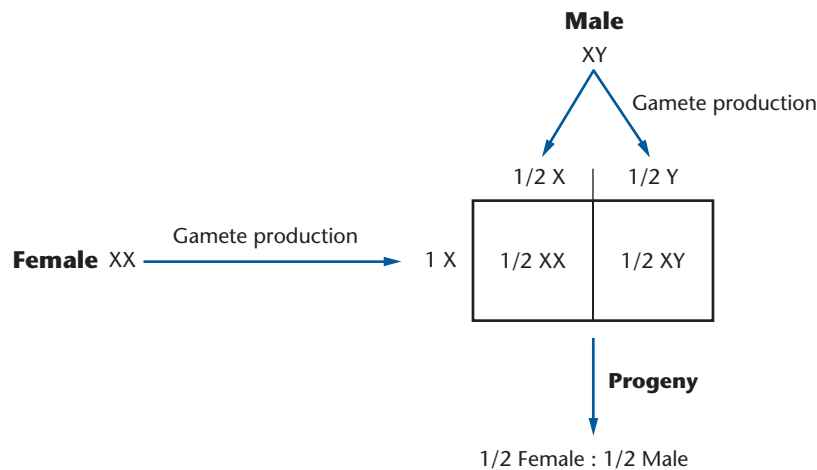 Male
XY
Gamete production
1/2 X
1/2 Y
Gamete production
Female XX
1 X
1/2 XX
1/2 XY
Progeny
1/2 Female : 1/2 Male